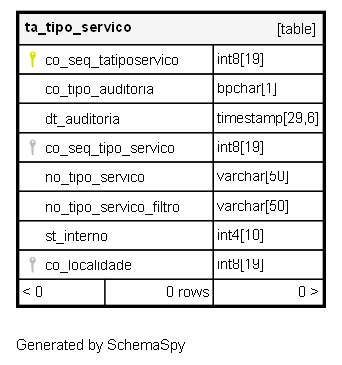 ta_tipo_servico [table]
co_seq_tatiposervico int8[19]
co_tipo_auditoria bpchar[1]
dt_auditoria timestamp[29,6]
co_seq_tipo_servico int8[19]
no_tipo_servico varchar[50]
no_tipo_servico_filtro varchar[50]
st_interno int4[10]
co_localidade int8[19]
< 0 0 rows 0 >
Generated by SchemaSpy